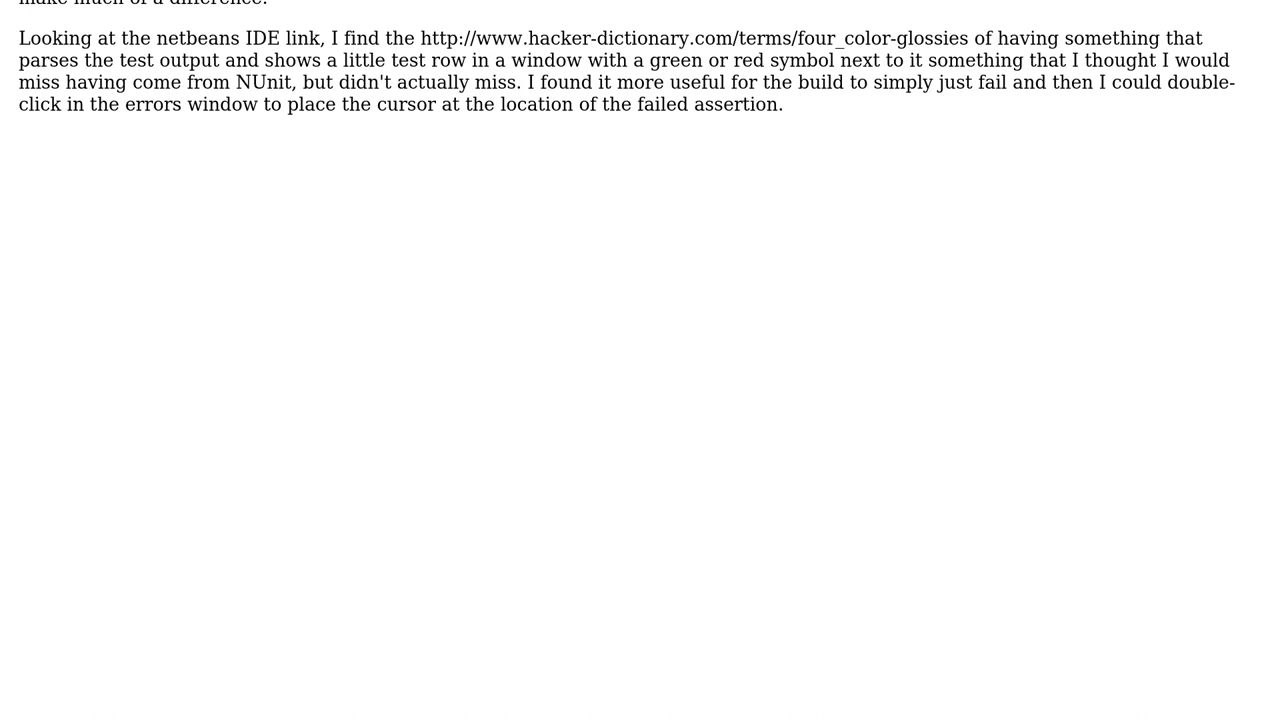 make much of a difference.
Looking at the netbeans IDE link, I find the http://www.hacker-dictionary.com/terms/four_color-glossies of having something that
parses the test output and shows a little test row in a window with a green or red symbol next to it something that I thought I would
miss having come from NUnit, but didn't actually miss. I found it more useful for the build to simply just fail and then I could double-
click in the errors window to place the cursor at the location of the failed assertion.